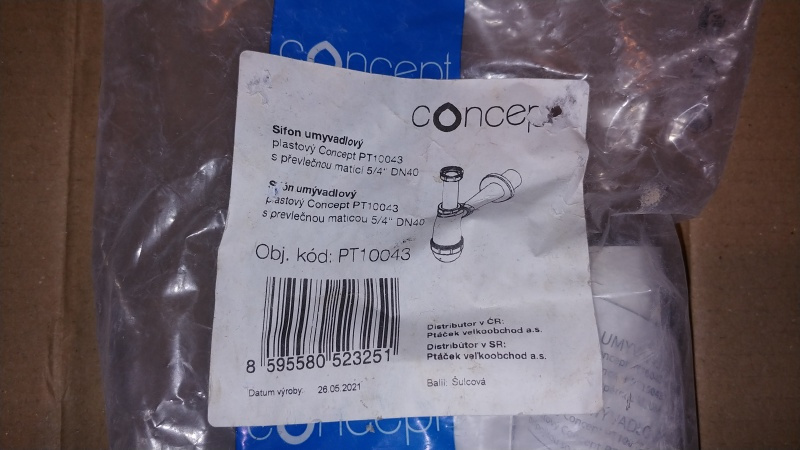 concept
concept
Sifon umyvadlový
plastový Concept PT10043
s převlečnou maticí 5/4" DN40
Sifón umývadlový
plastový Concept PT10043
s prevlečnou maticou 5/4" DN40
Obj. kód: PT10043
8 595580 523251
Distributor v ČR:
Ptáček velkoobchod a.s.
Distribútor v SR:
Ptáček veľkoobchod a.s.
Datum výroby: 26.05.2021
Balil: Šulcová
concept